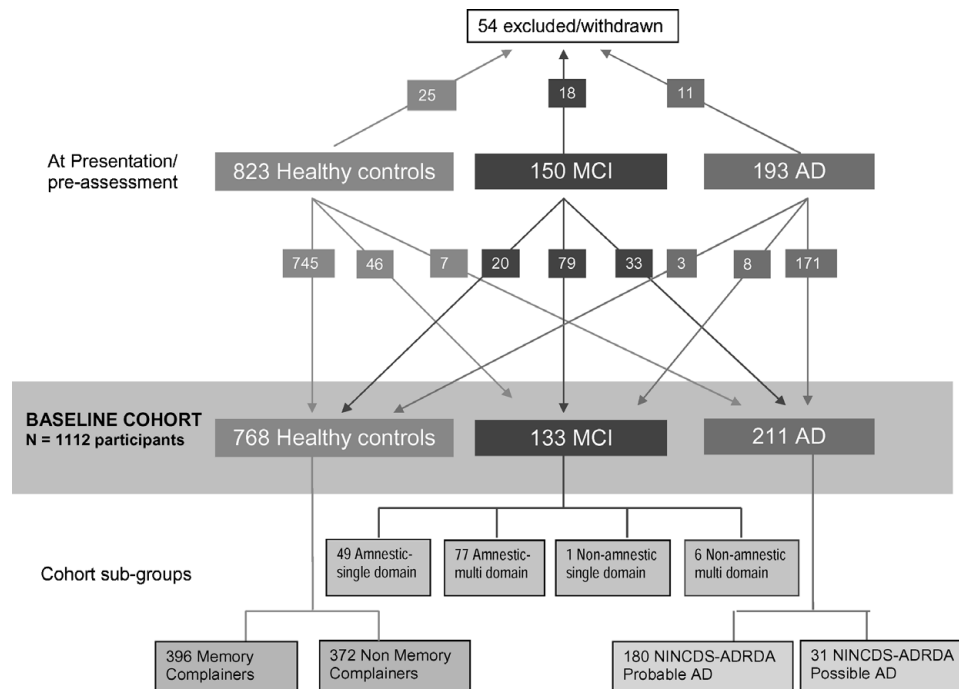 54 excluded/withdrawn
25
18
11
At Presentation/
pre-assessment
823 Healthy controls
150 MCI
193 AD
745
46
7
20
79
33
3
8
171
BASELINE COHORT
N = 1112 participants
768 Healthy controls
133 MCI
211 AD
Cohort sub-groups
49 Amnestic-
single domain
77 Amnestic-
multi domain
1 Non-amnestic
single domain
6 Non-amnestic
multi domain
396 Memory
Complainers
372 Non Memory
Complainers
180 NINCDS-ADRDA
Probable AD
31 NINCDS-ADRDA
Possible AD